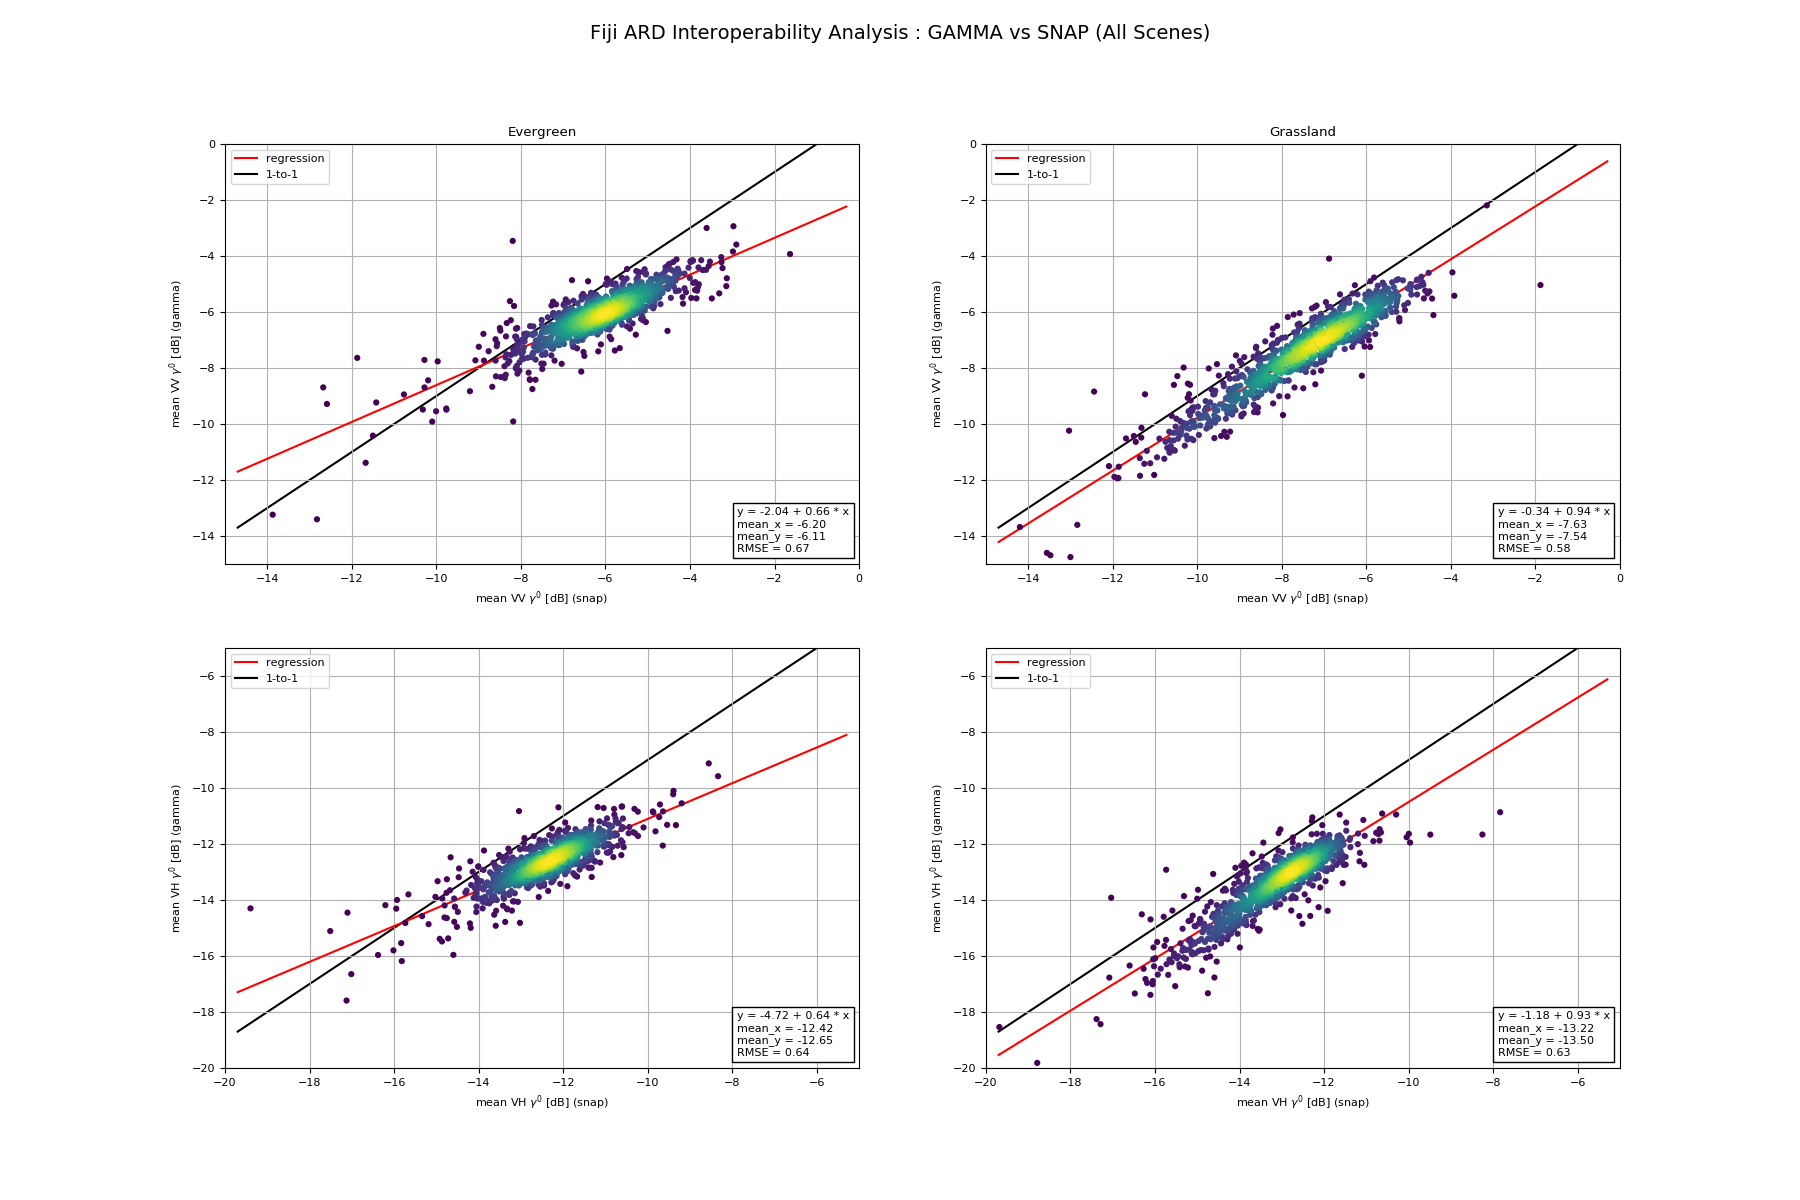 Fiji ARD Interoperability Analysis : GAMMA vs SNAP (All Scenes)
Evergreen
regression
1-to-1
0
−2
−4
−6
−8
−10
−12
−14
mean VV γ⁰ [dB] (gamma)
y = -2.04 + 0.66 * x
mean_x = -6.20
mean_y = -6.11
RMSE = 0.67
−14 −12 −10 −8 −6 −4 −2 0
mean VV γ⁰ [dB] (snap)
Grassland
regression
1-to-1
0
−2
−4
−6
−8
−10
−12
−14
mean VV γ⁰ [dB] (gamma)
y = -0.34 + 0.94 * x
mean_x = -7.63
mean_y = -7.54
RMSE = 0.58
−14 −12 −10 −8 −6 −4 −2 0
mean VV γ⁰ [dB] (snap)
regression
1-to-1
−6
−8
−10
−12
−14
−16
−18
−20
mean VH γ⁰ [dB] (gamma)
y = -4.72 + 0.64 * x
mean_x = -12.42
mean_y = -12.65
RMSE = 0.64
−20 −18 −16 −14 −12 −10 −8 −6
mean VH γ⁰ [dB] (snap)
regression
1-to-1
−6
−8
−10
−12
−14
−16
−18
−20
mean VH γ⁰ [dB] (gamma)
y = -1.18 + 0.93 * x
mean_x = -13.22
mean_y = -13.50
RMSE = 0.63
−20 −18 −16 −14 −12 −10 −8 −6
mean VH γ⁰ [dB] (snap)